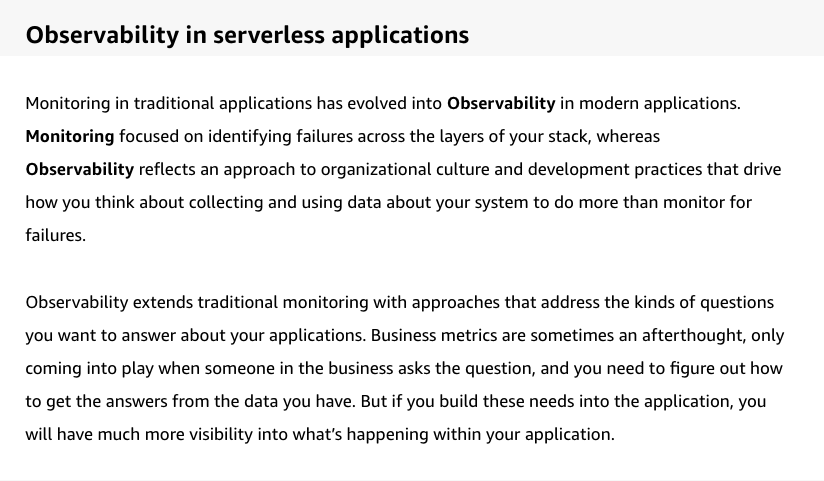 Observability in serverless applications
Monitoring in traditional applications has evolved into Observability in modern applications.
Monitoring focused on identifying failures across the layers of your stack, whereas
Observability reflects an approach to organizational culture and development practices that drive
how you think about collecting and using data about your system to do more than monitor for
failures.
Observability extends traditional monitoring with approaches that address the kinds of questions
you want to answer about your applications. Business metrics are sometimes an afterthought, only
coming into play when someone in the business asks the question, and you need to figure out how
to get the answers from the data you have. But if you build these needs into the application, you
will have much more visibility into what’s happening within your application.